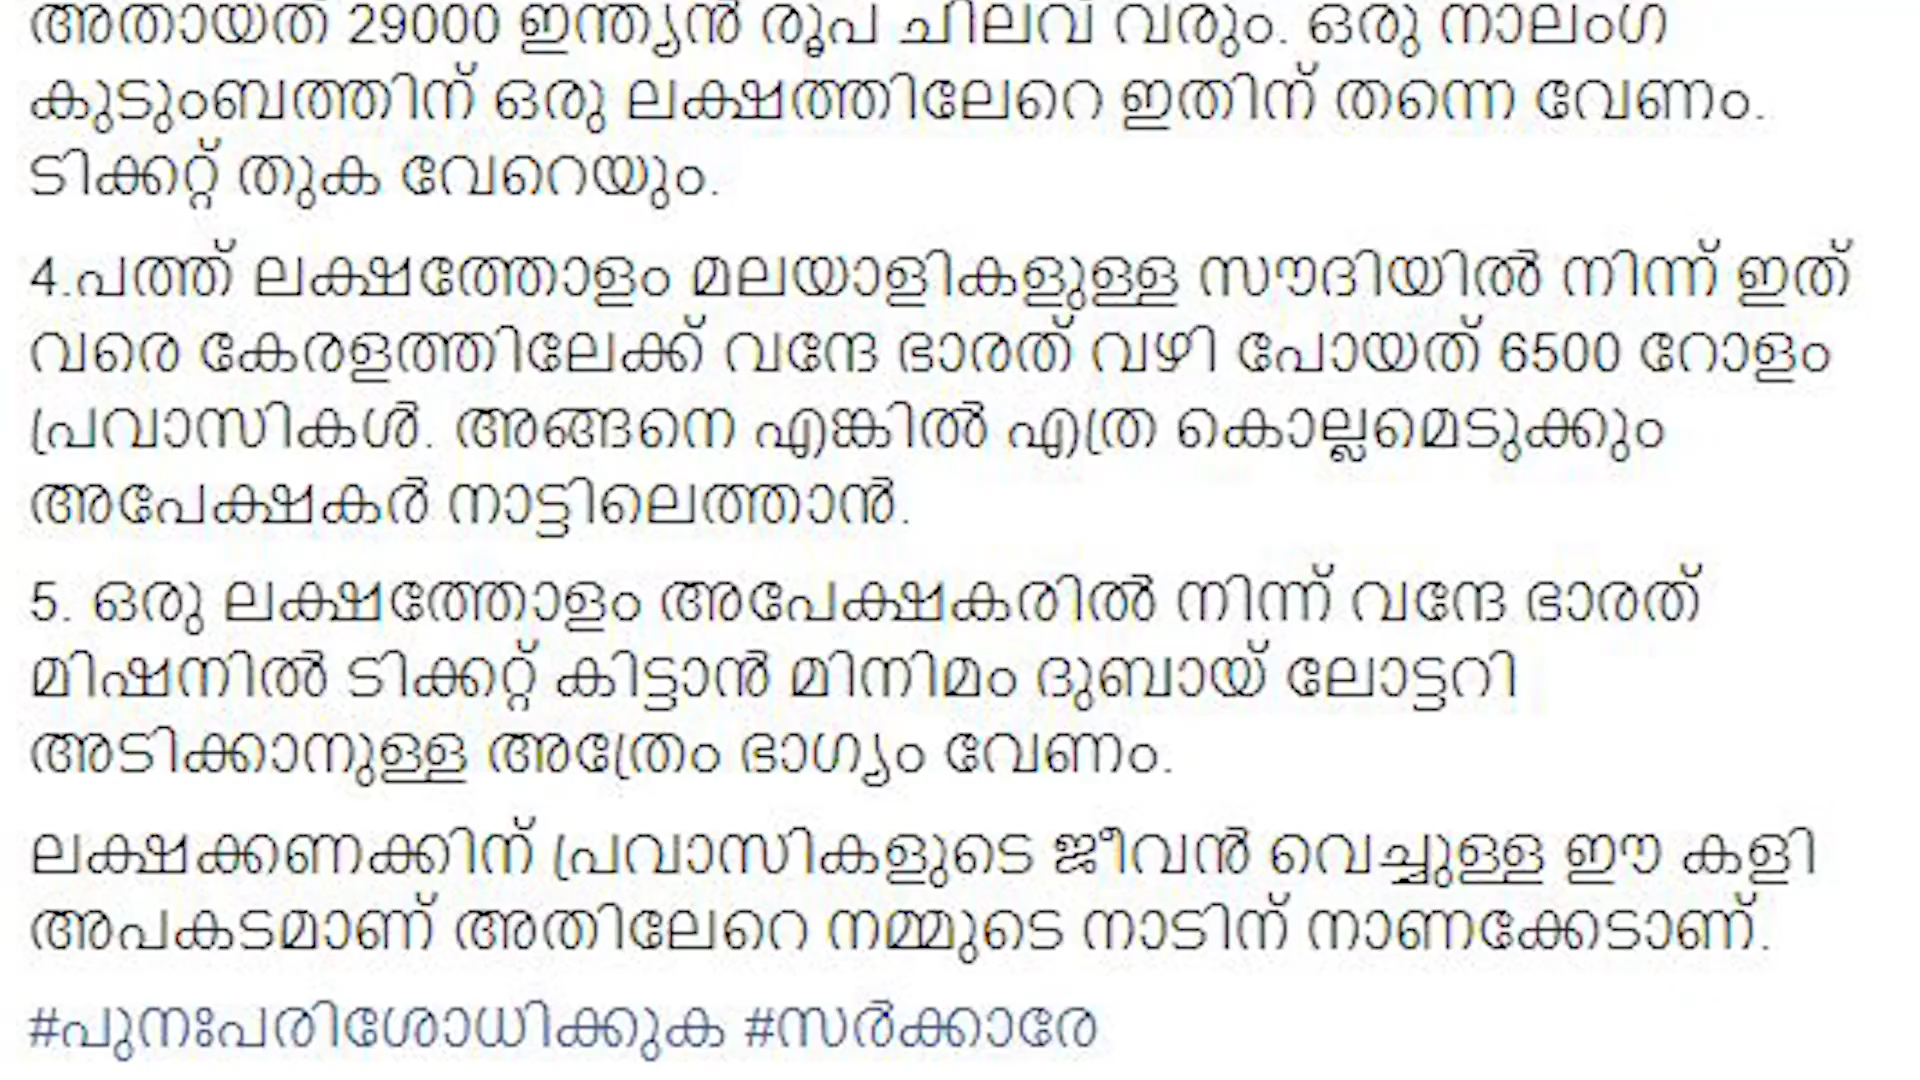 അതായത് 29000 ഇന്ത്യൻ രൂപ ചിലവ് വരും. ഒരു നാലംഗ
കുടുംബത്തിന് ഒരു ലക്ഷത്തിലേറെ ഇതിന് തന്നെ വേണം.
ടിക്കറ്റ് തുക വേറെയും.
4.പത്ത് ലക്ഷത്തോളം മലയാളികളുള്ള സൗദിയിൽ നിന്ന് ഇത്
വരെ കേരളത്തിലേക്ക് വന്ദേ ഭാരത് വഴി പോയത് 6500 റോളം
പ്രവാസികൾ. അങ്ങനെ എങ്കിൽ എത്ര കൊല്ലമെടുക്കും
അപേക്ഷകർ നാട്ടിലെത്താൻ.
5. ഒരു ലക്ഷത്തോളം അപേക്ഷകരിൽ നിന്ന് വന്ദേ ഭാരത്
മിഷനിൽ ടിക്കറ്റ് കിട്ടാൻ മിനിമം ദുബായ് ലോട്ടറി
അടിക്കാനുള്ള അത്രേം ഭാഗ്യം വേണം.
ലക്ഷക്കണക്കിന് പ്രവാസികളുടെ ജീവൻ വെച്ചുള്ള ഈ കളി
അപകടമാണ് അതിലേറെ നമ്മുടെ നാടിന് നാണക്കേടാണ്.
#പുനഃപരിശോധിക്കുക #സർക്കാരേ